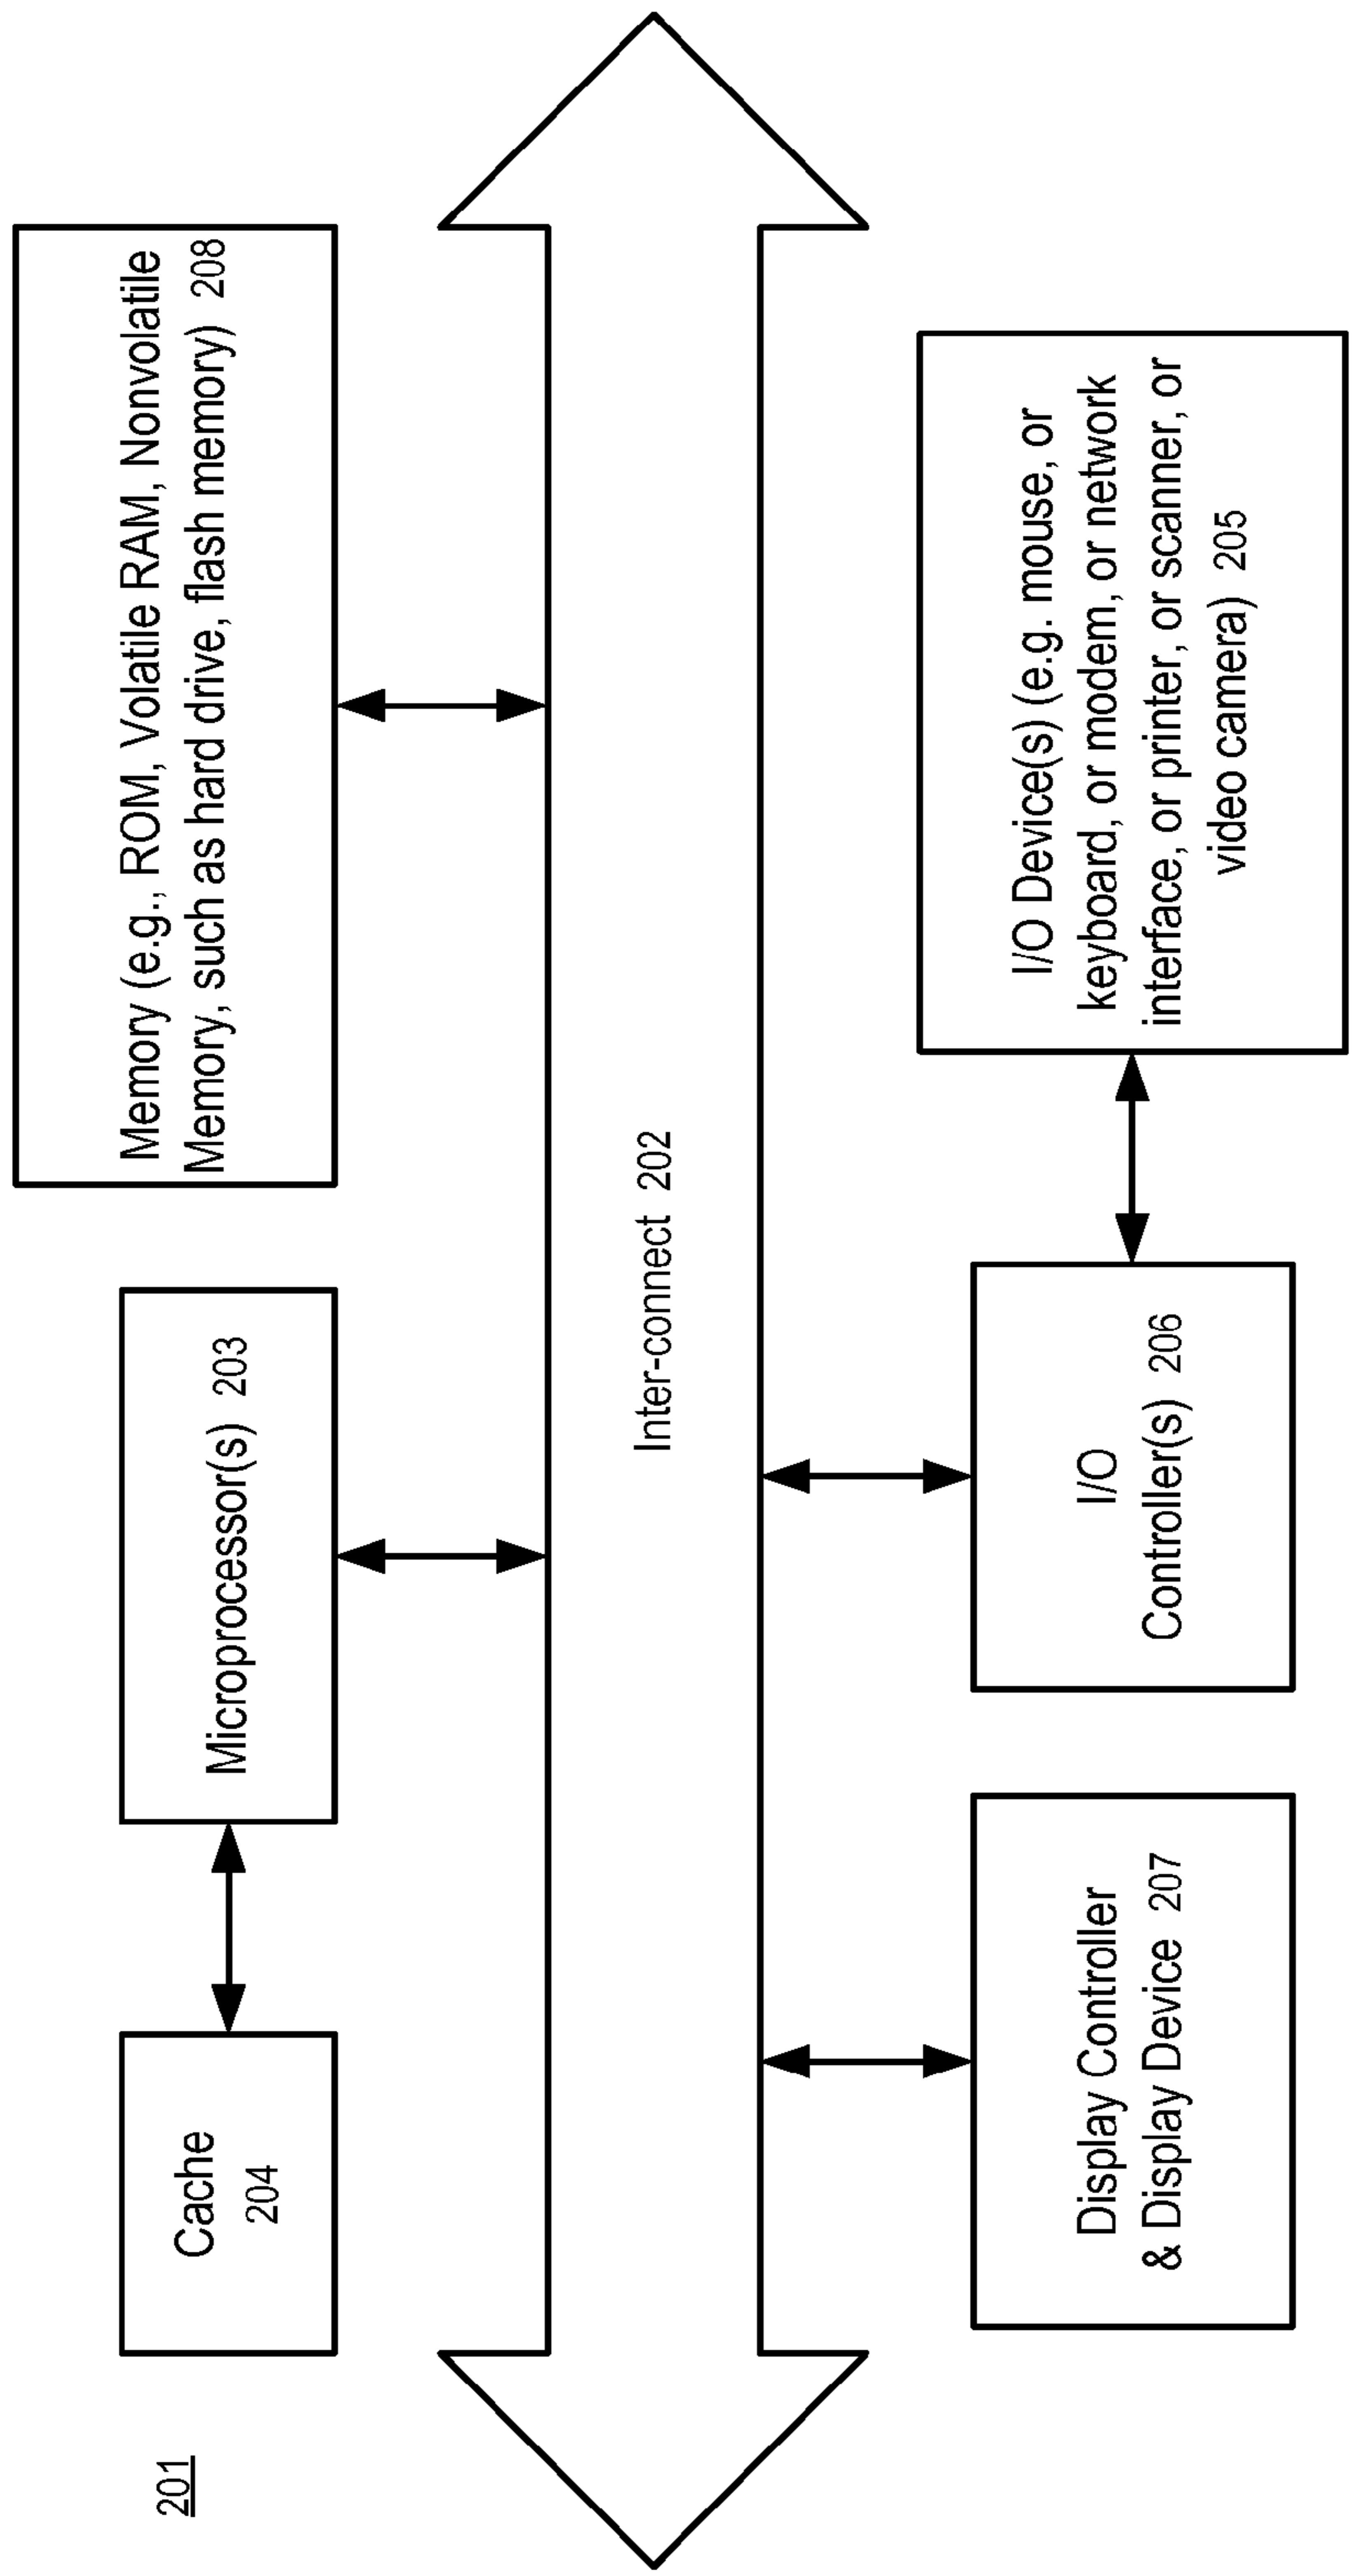 201
Cache
204
Microprocessor(s) 203
Memory (e.g., ROM, Volatile RAM, Nonvolatile
Memory, such as hard drive, flash memory) 208
Inter-connect 202
Display Controller
& Display Device 207
I/O
Controller(s) 206
I/O Device(s) (e.g. mouse, or
keyboard, or modem, or network
interface, or printer, or scanner, or
video camera) 205